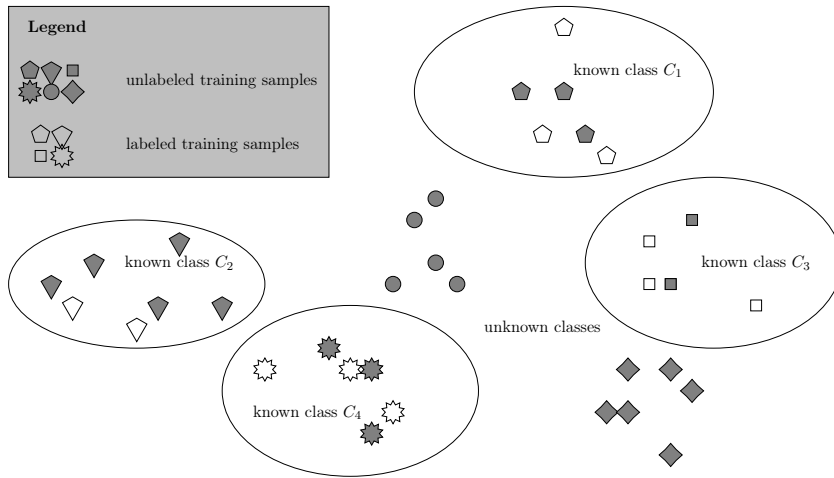 Legend
unlabeled training samples
labeled training samples
known class C₁
known class C₂
known class C₃
unknown classes
known class C₄